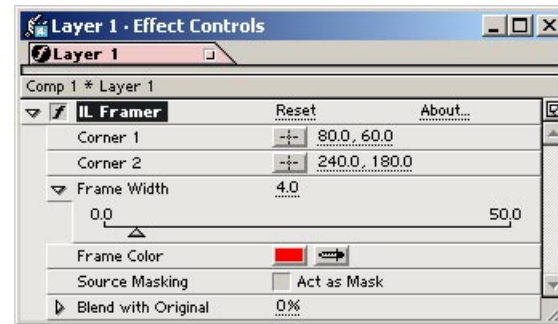 Layer 1 · Effect Controls
Layer 1
Comp 1 * Layer 1
IL Framer Reset About...
Corner 1 80.0, 60.0
Corner 2 240.0, 180.0
Frame Width 4.0
0.0 50.0
Frame Color
Source Masking Act as Mask
Blend with Original 0%